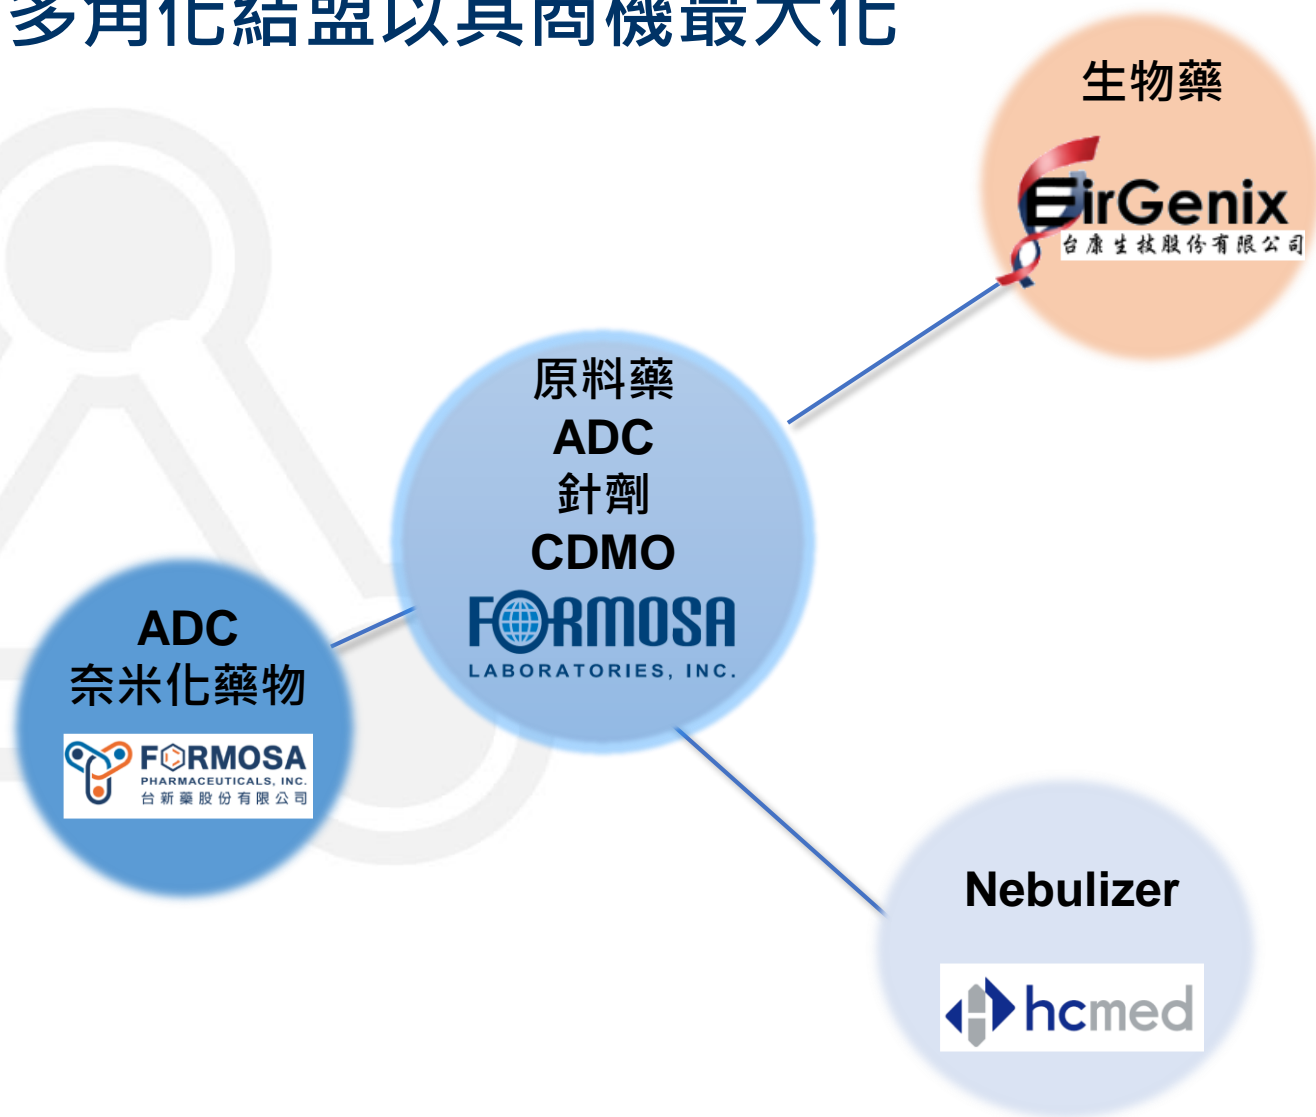 多角化結盟以其商機最大化
生物藥
EirGenix
台康生技股份有限公司
原料藥
ADC
針劑
CDMO
FORMOSA
LABORATORIES, INC.
ADC
奈米化藥物
FORMOSA
PHARMACEUTICALS, INC.
台新藥股份有限公司
Nebulizer
hcmed